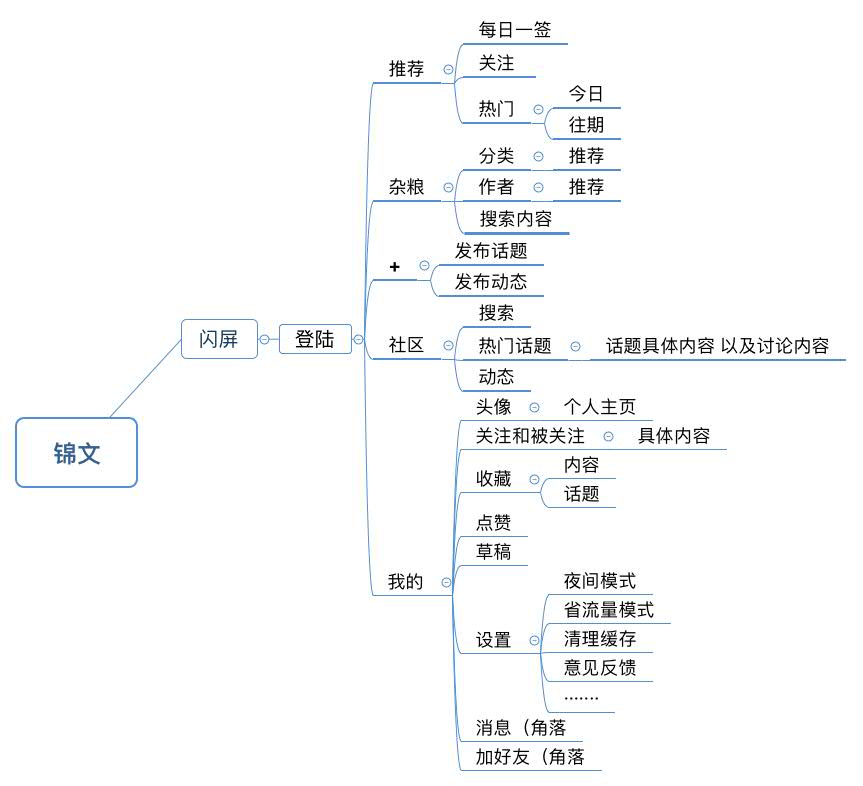 锦文
闪屏
登陆
推荐
每日一签
关注
热门
今日
往期
杂粮
分类
推荐
作者
推荐
搜索内容
+
发布话题
发布动态
社区
搜索
热门话题
话题具体内容 以及讨论内容
动态
我的
头像
个人主页
关注和被关注
具体内容
收藏
内容
话题
点赞
草稿
设置
夜间模式
省流量模式
清理缓存
意见反馈
.......
消息（角落
加好友（角落